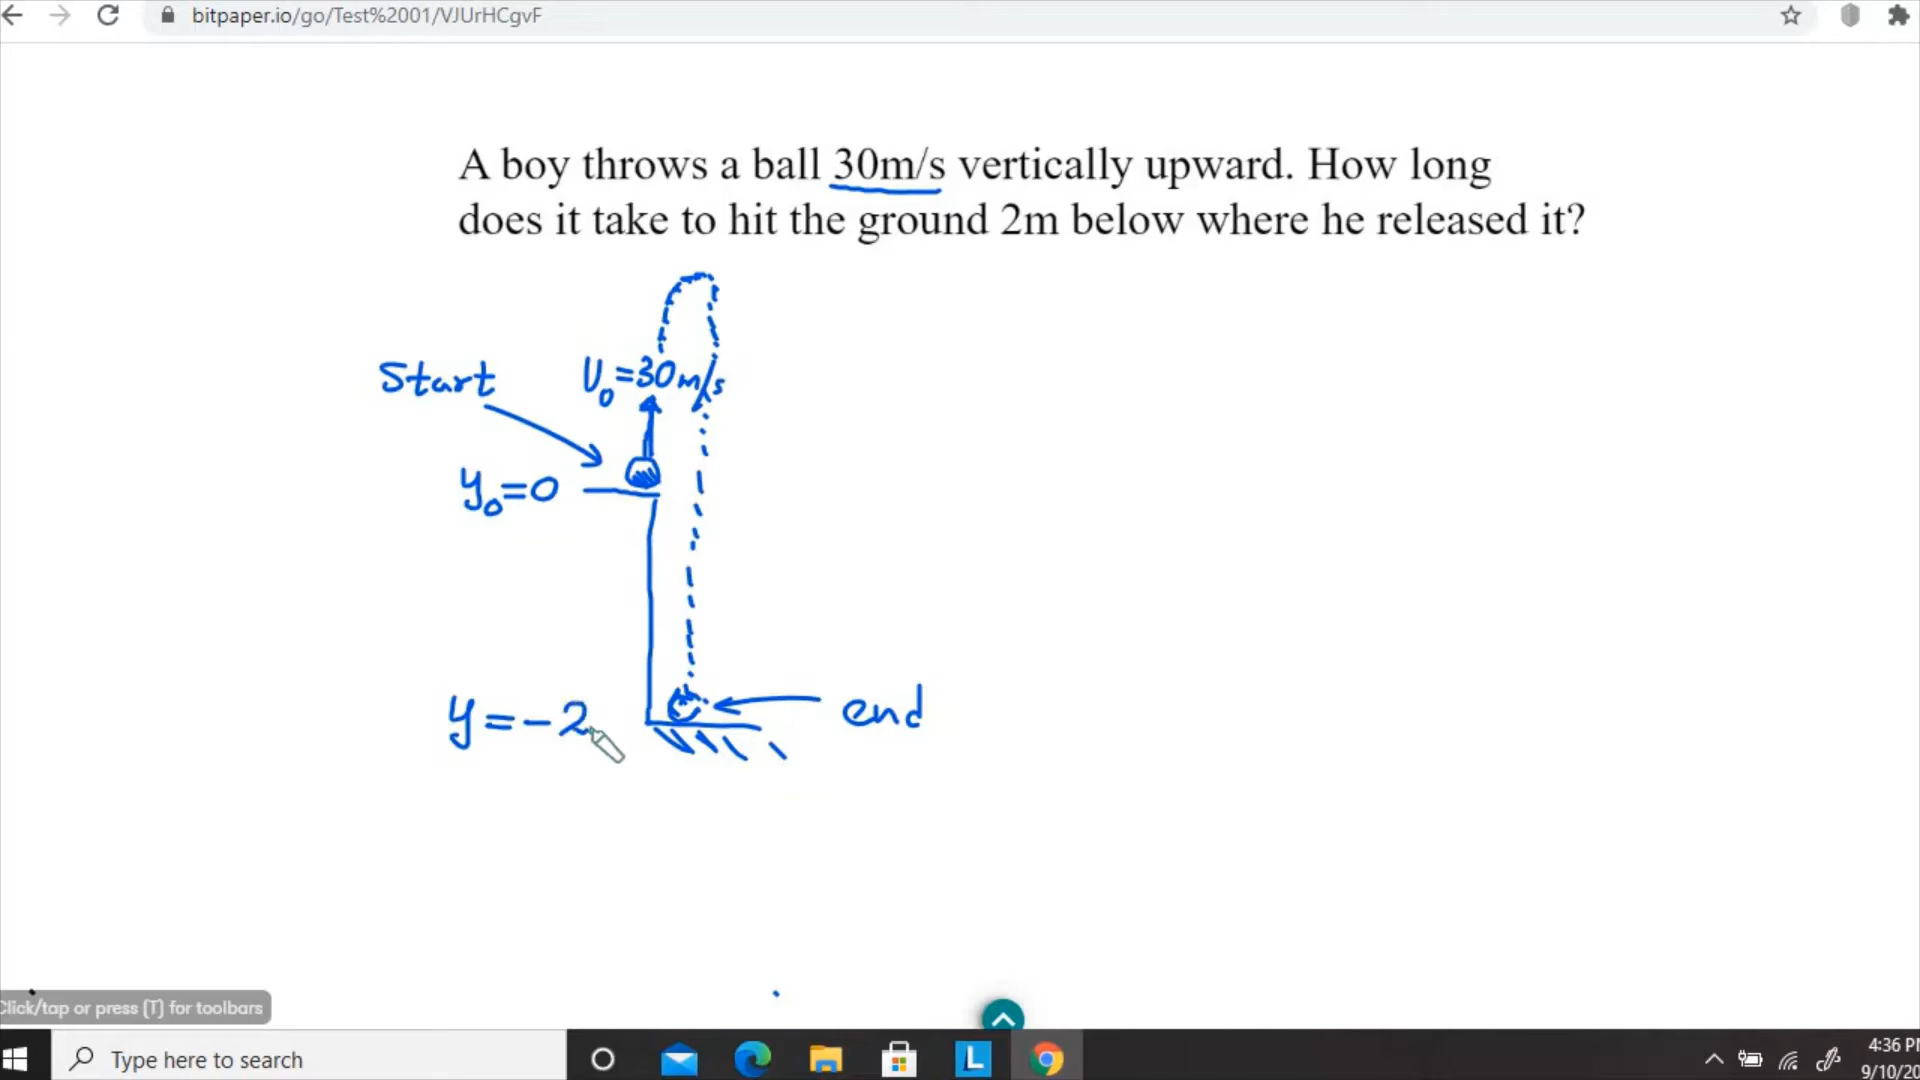 bitpaper.io/go/Test%2001/VJUrHCgvF
A boy throws a ball 30m/s vertically upward. How long
does it take to hit the ground 2m below where he released it?
Start
V₀=30m/s
y₀=0
y=-2
end
Click/tap or press (T) for toolbars
Type here to search
L
4:36 PM
9/10/20